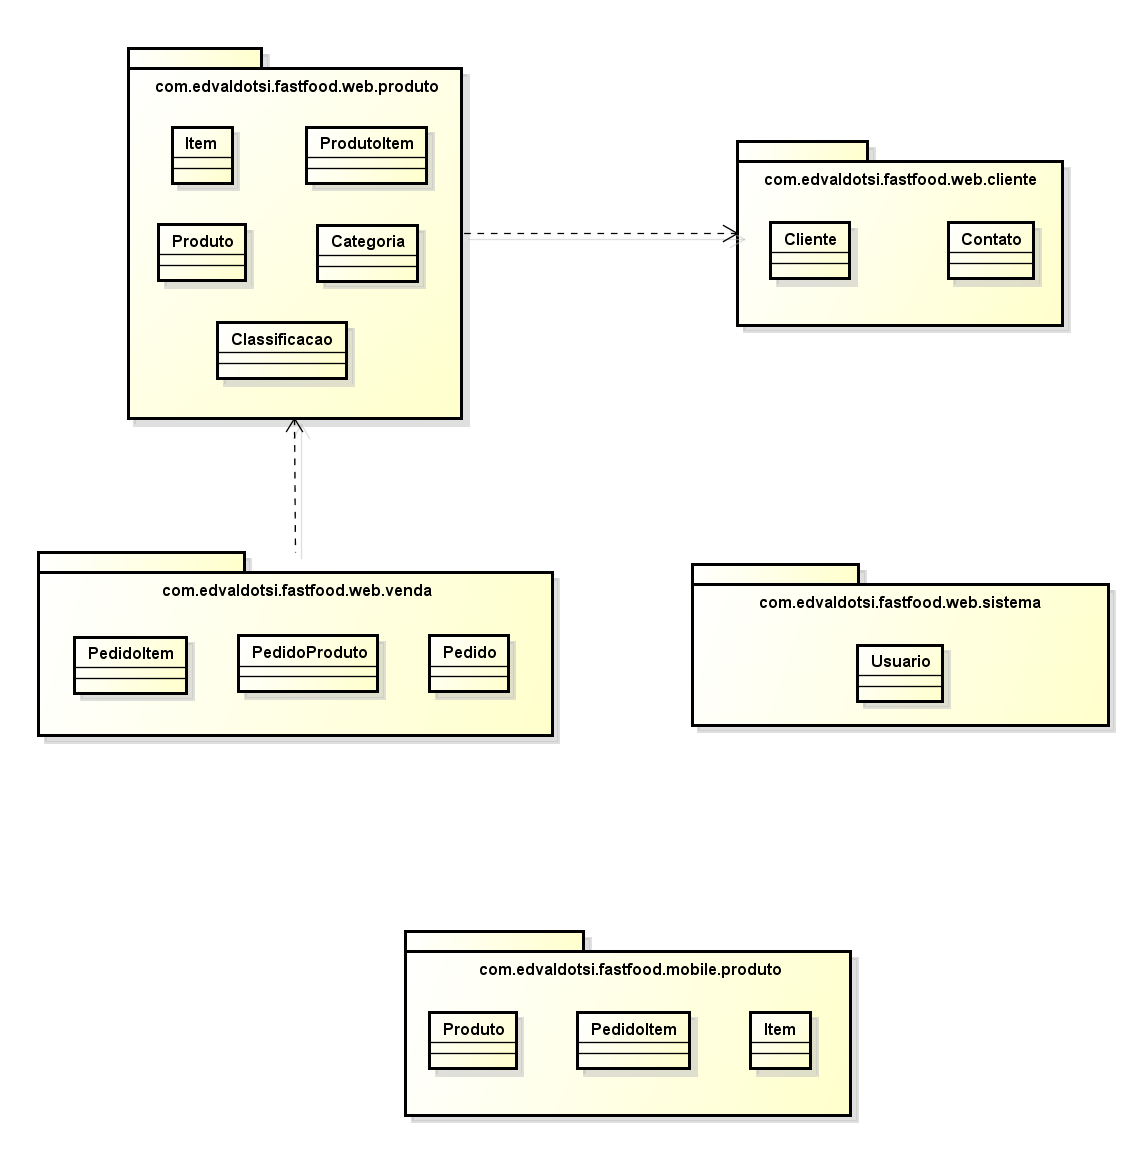 com.edvaldotsi.fastfood.web.produto
Item
ProdutoItem
Produto
Categoria
Classificacao
com.edvaldotsi.fastfood.web.cliente
Cliente
Contato
com.edvaldotsi.fastfood.web.venda
PedidoItem
PedidoProduto
Pedido
com.edvaldotsi.fastfood.web.sistema
Usuario
com.edvaldotsi.fastfood.mobile.produto
Produto
PedidoItem
Item